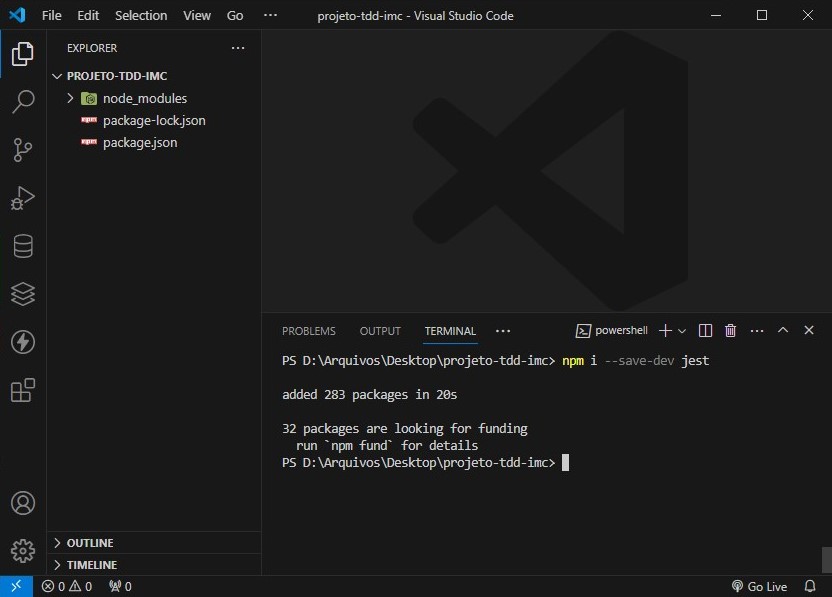 File Edit Selection View Go ··· projeto-tdd-imc - Visual Studio Code
EXPLORER ···
PROJETO-TDD-IMC
node_modules
npm package-lock.json
npm package.json
PROBLEMS OUTPUT TERMINAL ··· powershell
PS D:\Arquivos\Desktop\projeto-tdd-imc> npm i --save-dev jest
added 283 packages in 20s
32 packages are looking for funding
run `npm fund` for details
PS D:\Arquivos\Desktop\projeto-tdd-imc>
OUTLINE
TIMELINE
0 0 0 Go Live